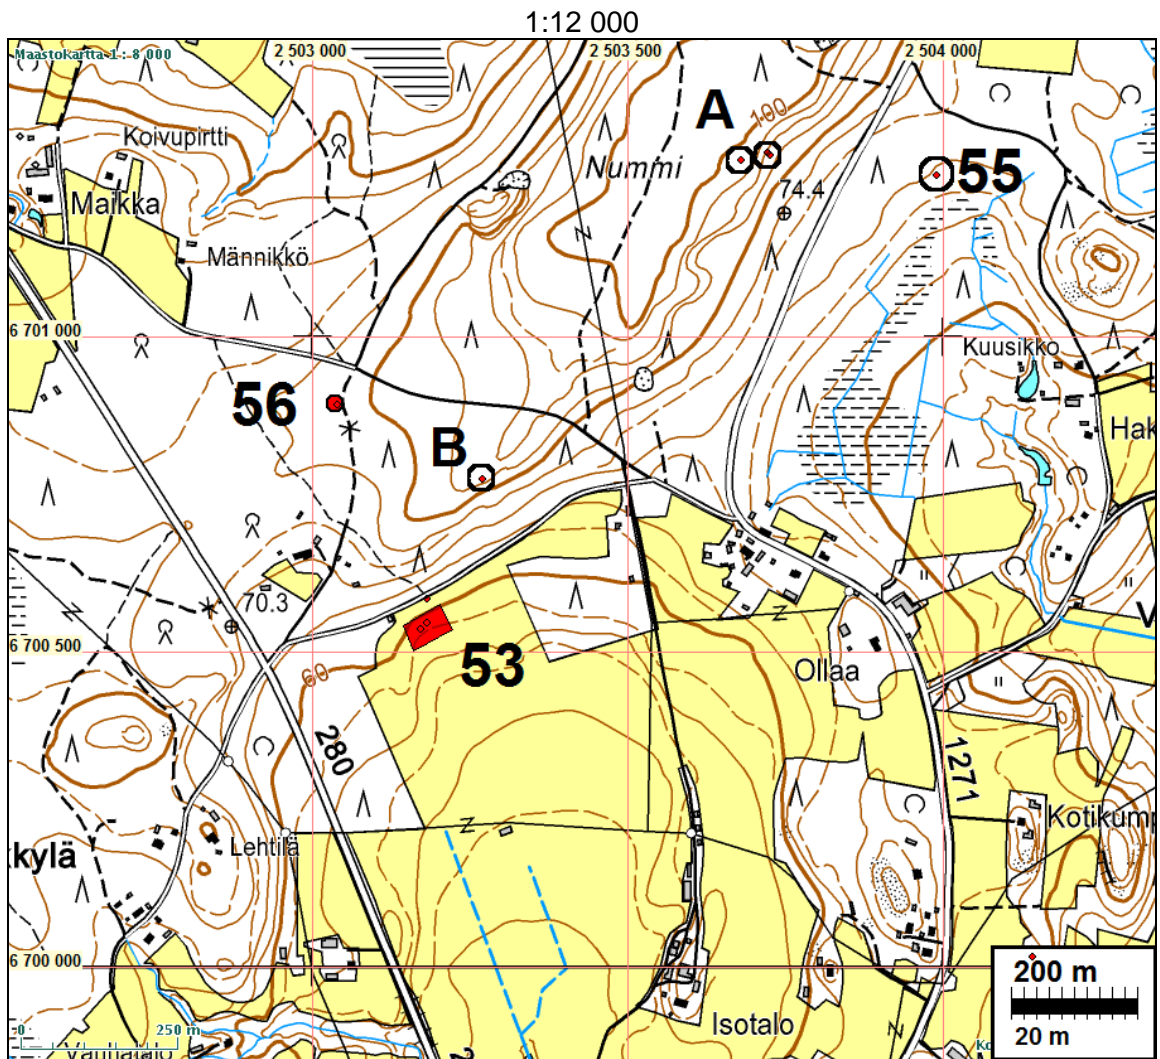 1:12 000
Maastokartta 1 : 8 000
2 503 000
2 503 500
2 504 000
A
100
Koivupirtti
Nummi
55
Maikka
74.4
Männikkö
6 701 000
Kuusikko
56
B
Hak
70.3
6 700 500
53
60
Ollaa
280
1271
Kotikump
kylä
Lehtilä
6 700 000
200 m
0
250 m
20 m
Isotalo